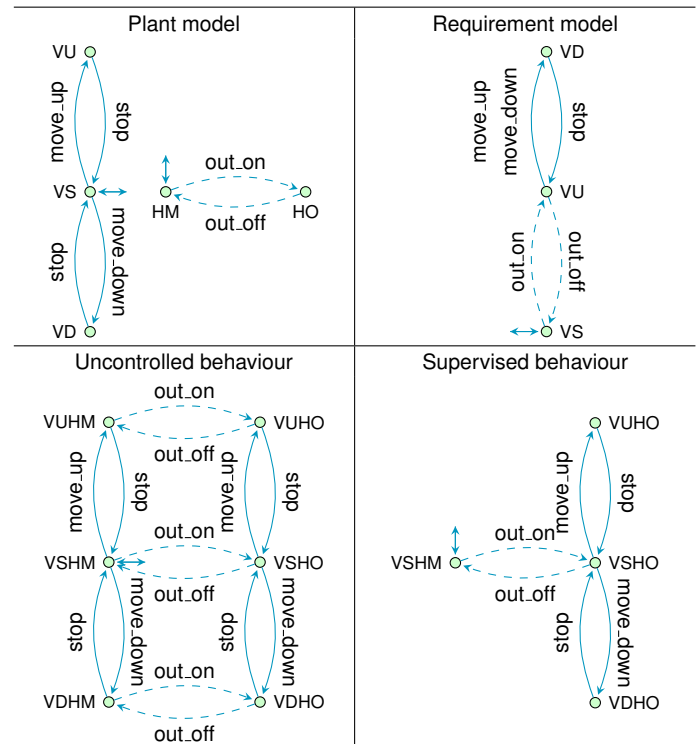 Plant model
VU
move_up
stop
VS
stop
move_down
VD
out_on
HM
HO
out_off
Requirement model
VD
move_up
move_down
stop
VU
out_on
out_off
VS
Uncontrolled behaviour
out_on
VUHM
VUHO
out_off
move_up
stop
move_up
stop
out_on
VSHM
VSHO
out_off
stop
move_down
stop
move_down
out_on
VDHM
VDHO
out_off
Supervised behaviour
VUHO
move_up
stop
out_on
VSHM
VSHO
out_off
stop
move_down
VDHO